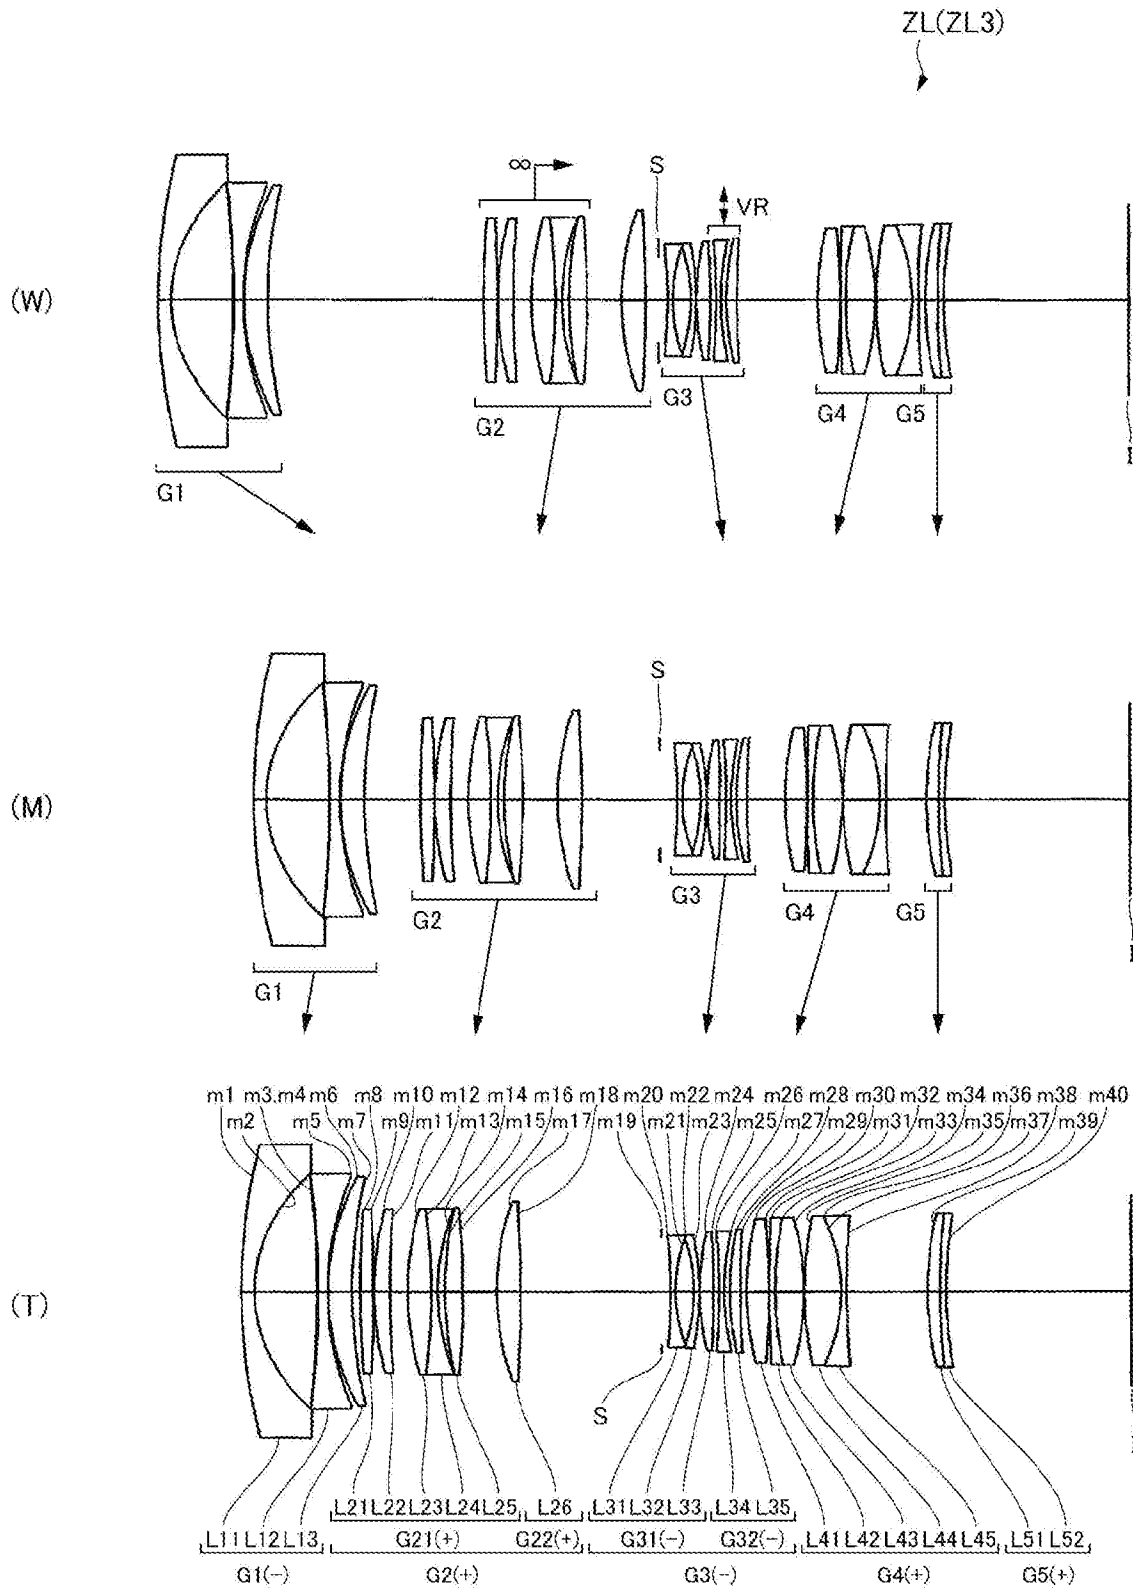 ZL(ZL3)
∞
S
VR
(W)
G1
G2
G3
G4
G5
I
S
(M)
G1
G2
G3
G4
G5
I
m1 m3 m4 m6 m8 m10 m12 m14 m16 m18 m20 m22 m24 m26 m28 m30 m32 m34 m36 m38 m40
m2 m5 m7 m9 m11 m13 m15 m17 m19 m21 m23 m25 m27 m29 m31 m33 m35 m37 m39
(T)
S
L21 L22 L23 L24 L25 L26 L31 L32 L33 L34 L35
L11 L12 L13 G21(+) G22(+) G31(-) G32(-) L41 L42 L43 L44 L45 L51 L52
G1(-) G2(+) G3(-) G4(+) G5(+)